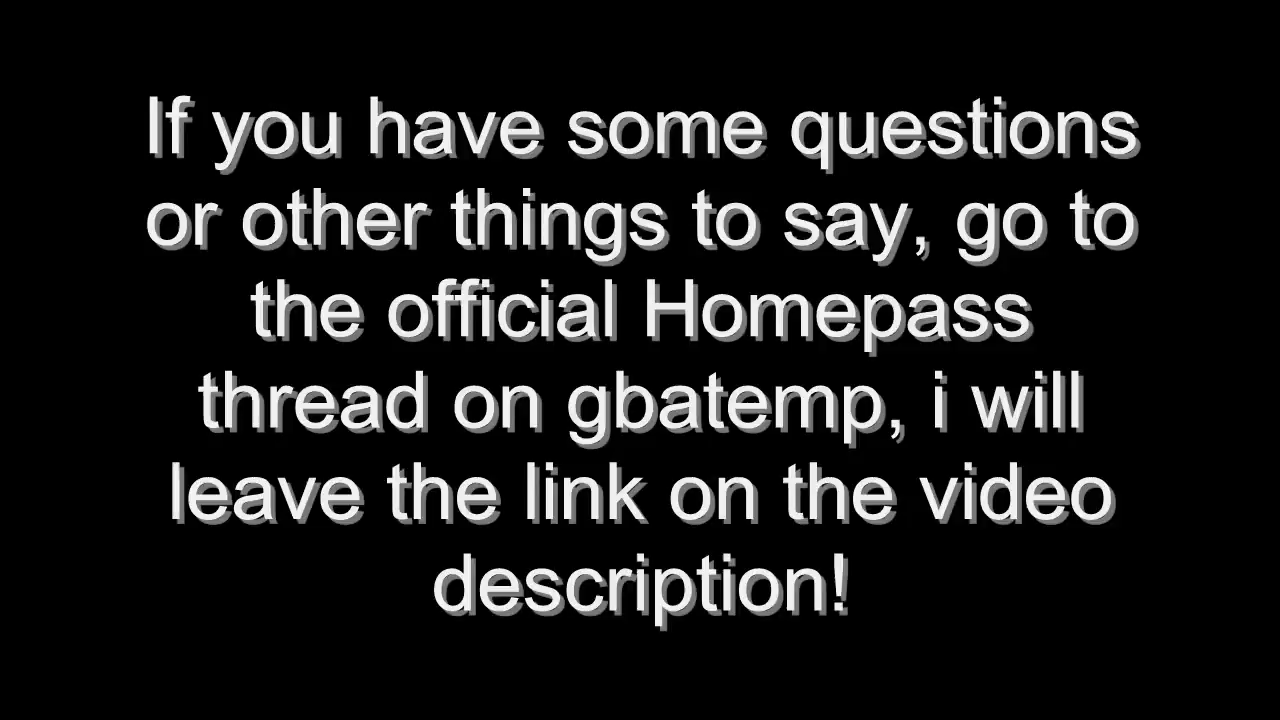 If you have some questions
or other things to say, go to
the official Homepass
thread on gbatemp, i will
leave the link on the video
description!